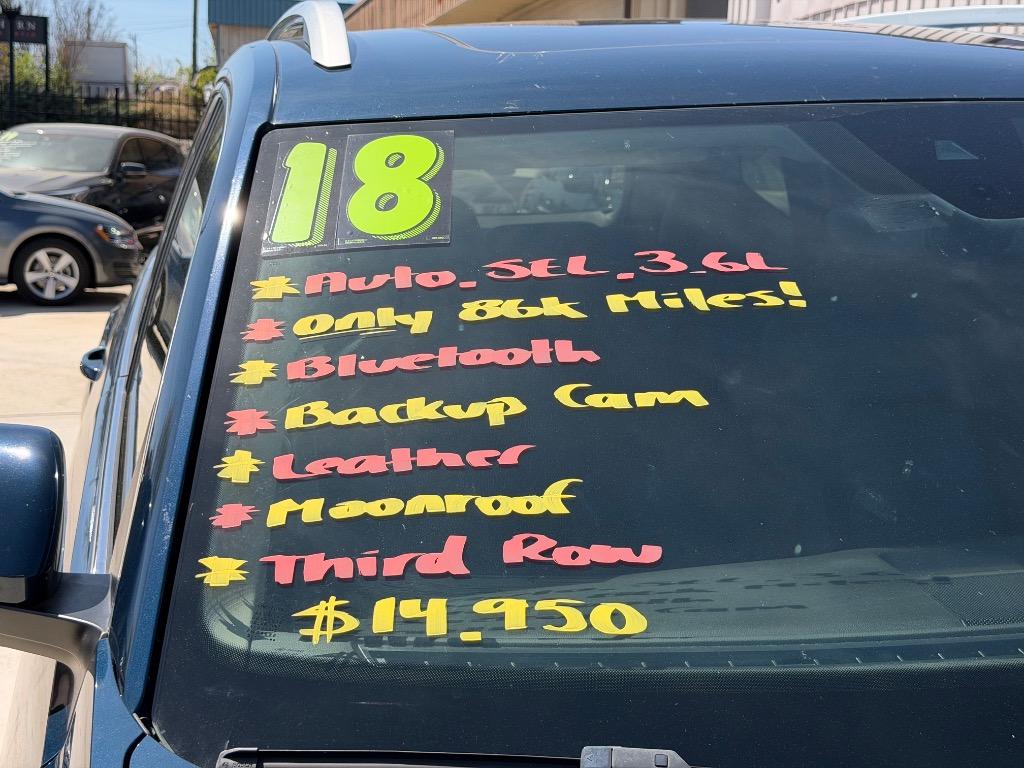 18
* Auto. SEL. 3.6L
* Only 86k Miles!
* Bluetooth
* Backup Cam
* Leather
* Moonroof
* Third Row
$14.950